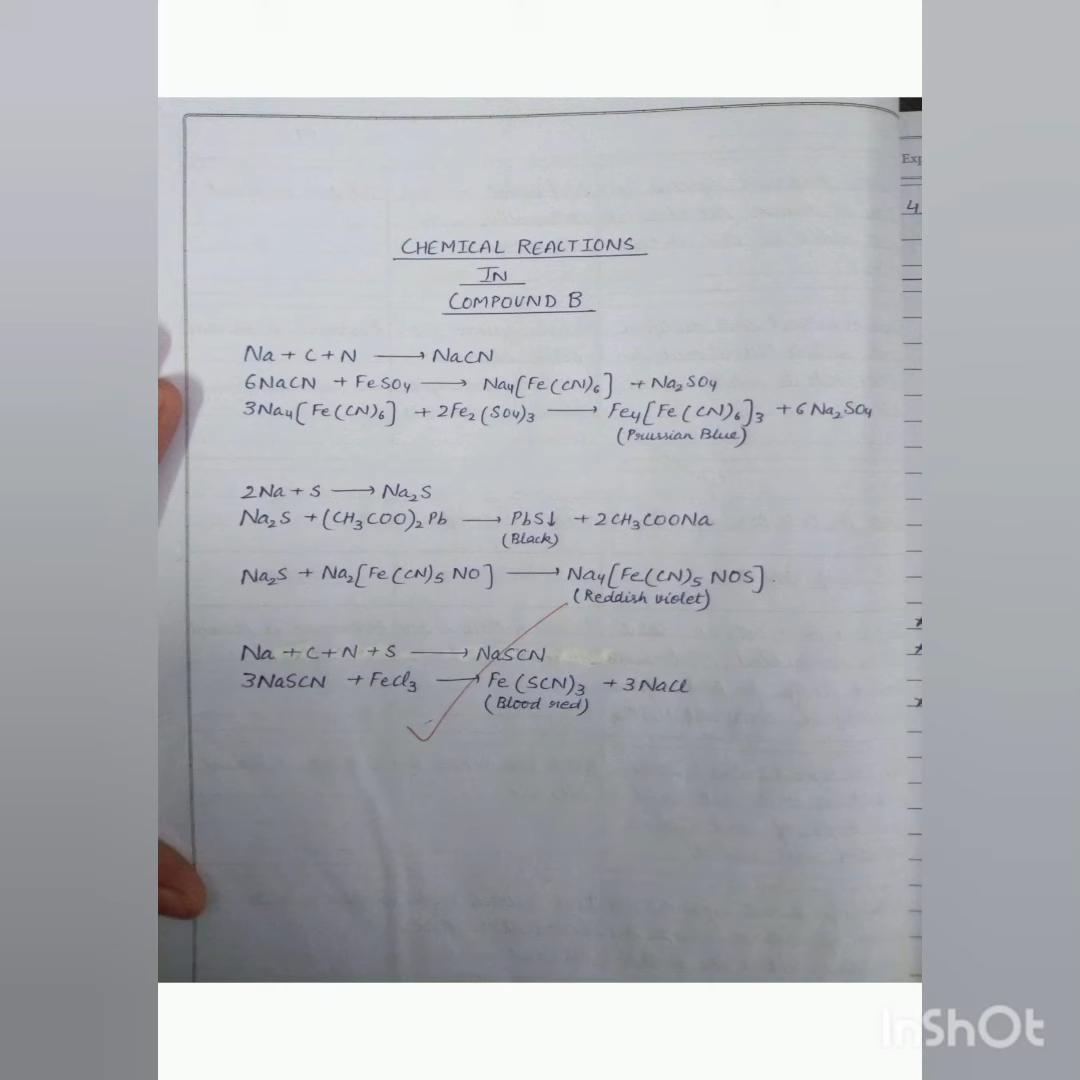 Exp
4
CHEMICAL REACTIONS
IN
COMPOUND B
Na + C + N ⟶ NaCN
6NaCN + FeSO₄ ⟶ Na₄[Fe(CN)₆] + Na₂SO₄
3Na₄[Fe(CN)₆] + 2Fe₂(SO₄)₃ ⟶ Fe₄[Fe(CN)₆]₃ + 6Na₂SO₄
(Prussian Blue)
2Na + S ⟶ Na₂S
Na₂S + (CH₃COO)₂Pb ⟶ PbS↓ + 2CH₃COONa
(Black)
Na₂S + Na₂[Fe(CN)₅NO] ⟶ Na₄[Fe(CN)₅NOS].
(Reddish violet)
Na + C + N + S ⟶ NaSCN
3NaSCN + FeCl₃ ⟶ Fe(SCN)₃ + 3NaCl
(Blood red)
InShOt